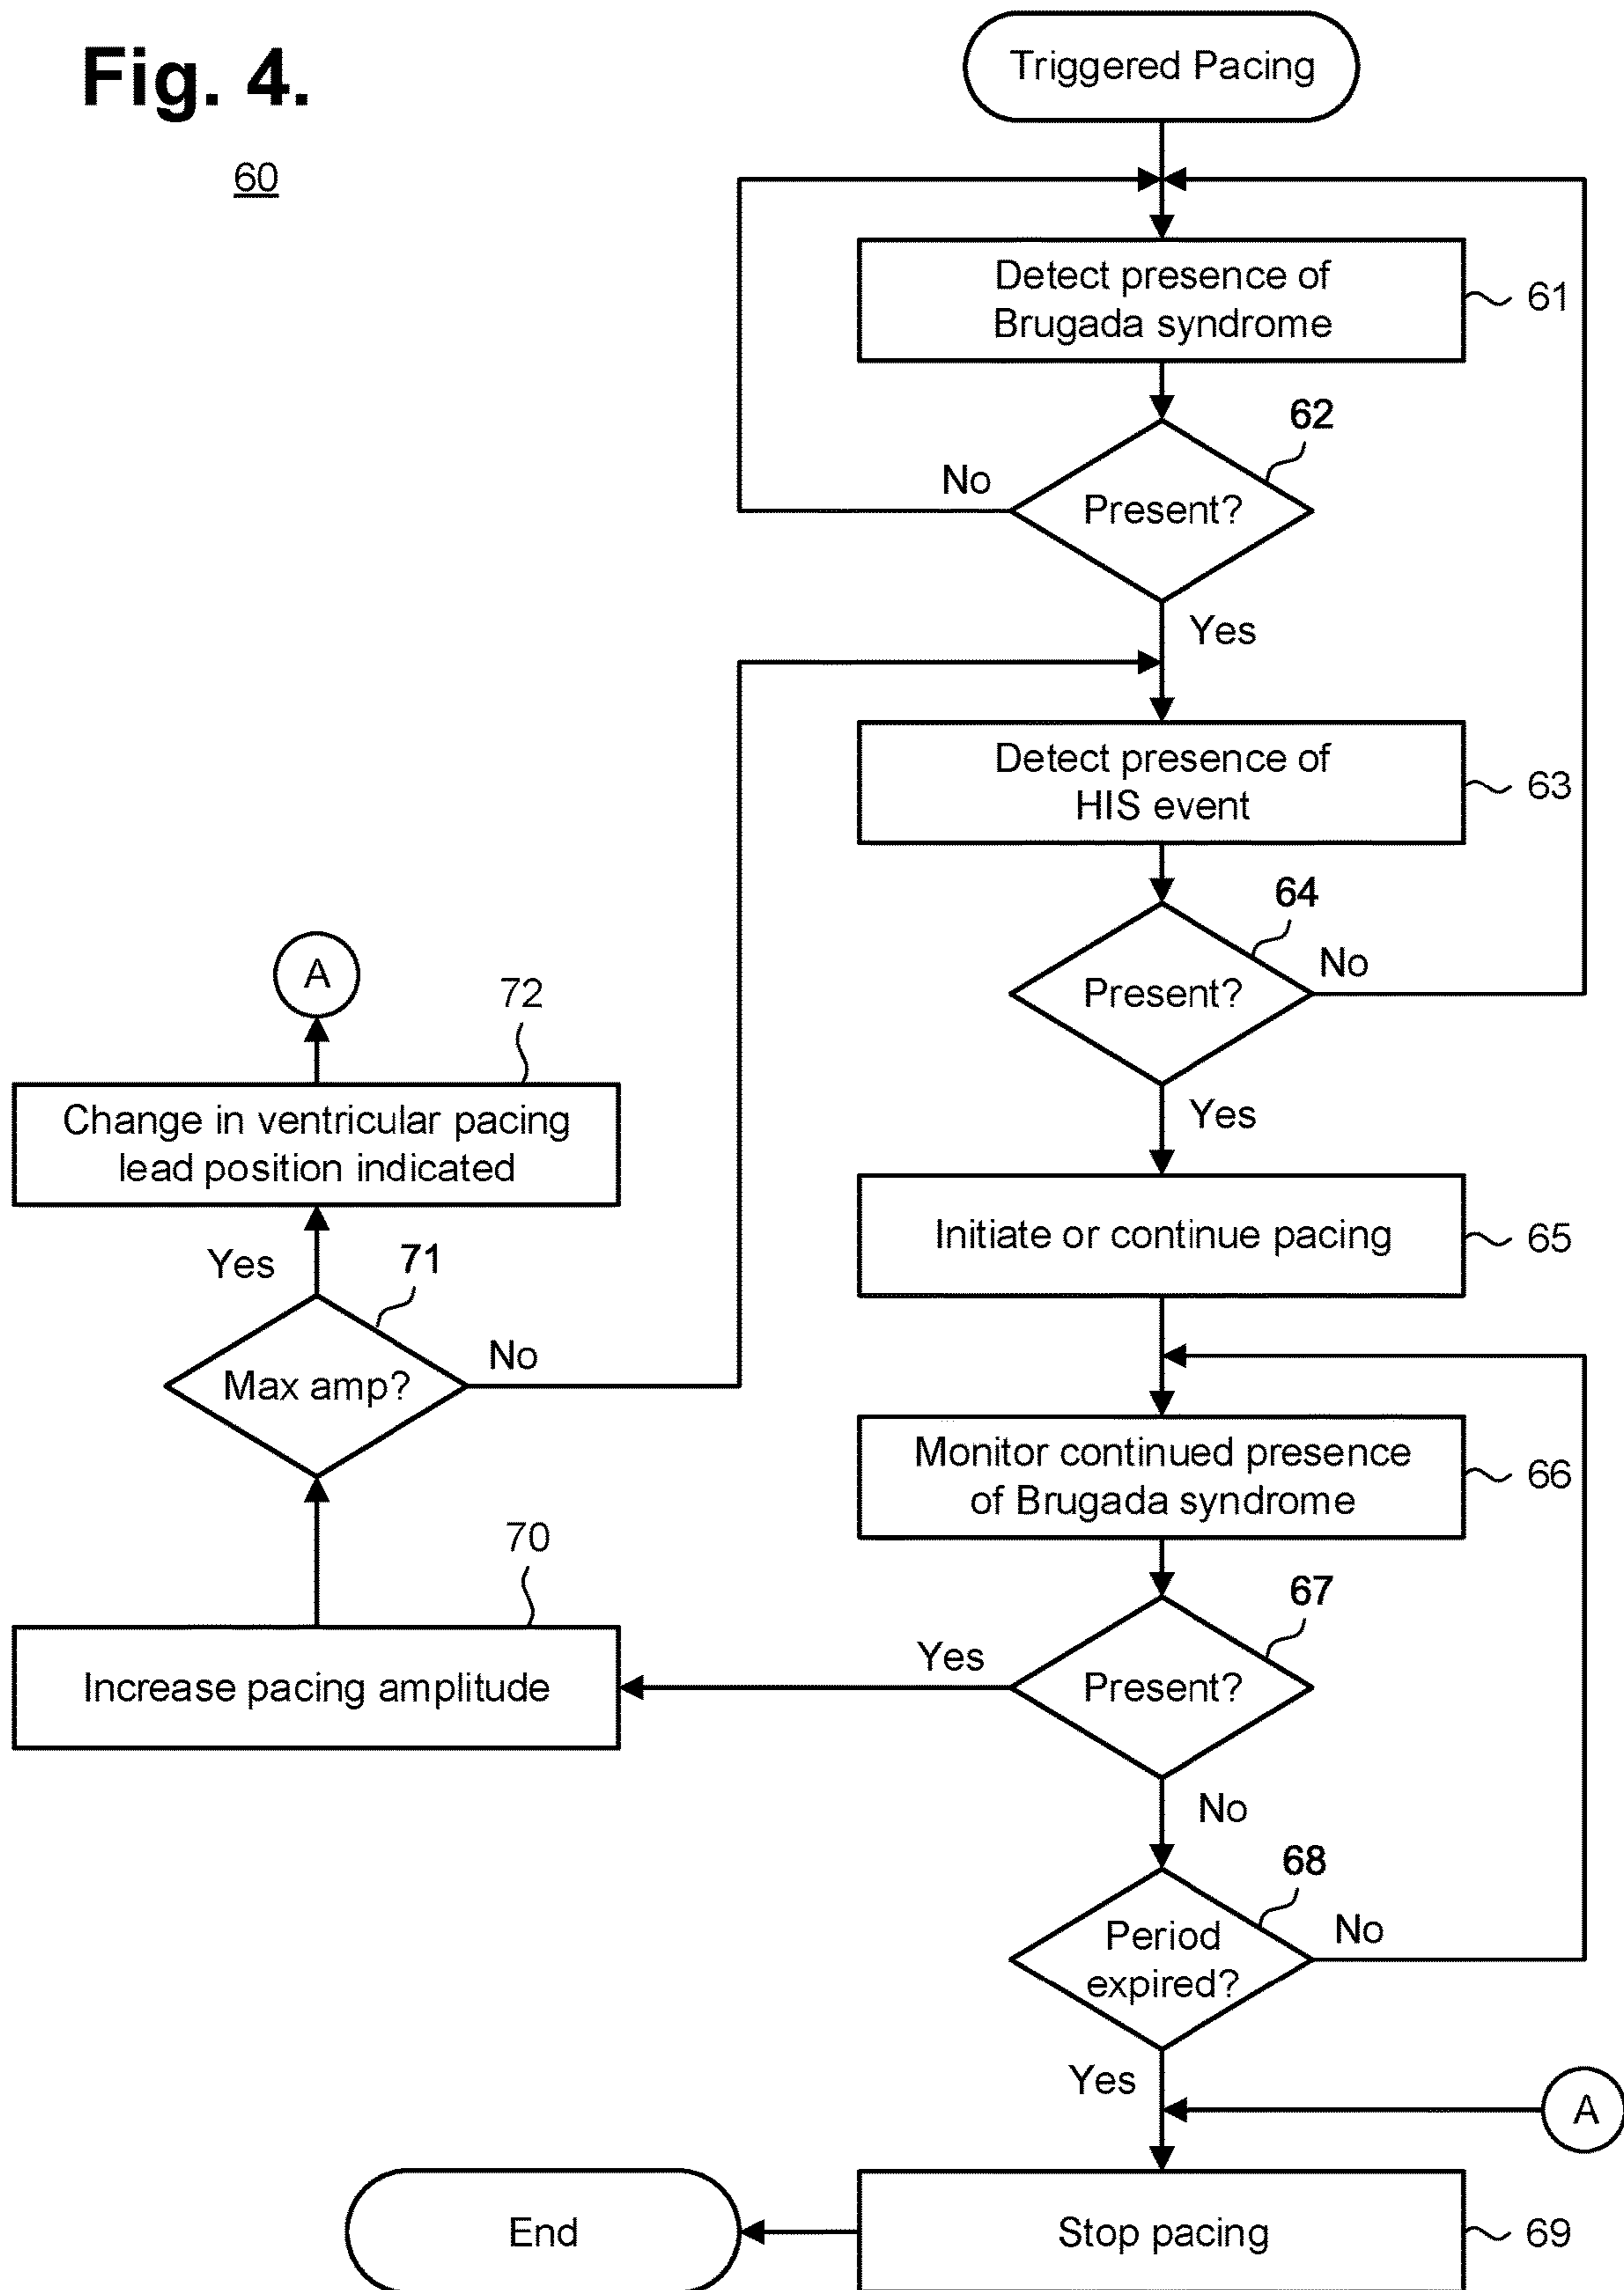 Fig. 4.
60
Triggered Pacing
Detect presence of
Brugada syndrome
61
62
Present?
No
Yes
Detect presence of
HIS event
63
64
Present?
No
Yes
Initiate or continue pacing
65
Monitor continued presence
of Brugada syndrome
66
67
Present?
Yes
No
68
Period
expired?
No
Yes
A
Stop pacing
69
End
70
Increase pacing amplitude
71
Max amp?
No
Yes
72
Change in ventricular pacing
lead position indicated
A